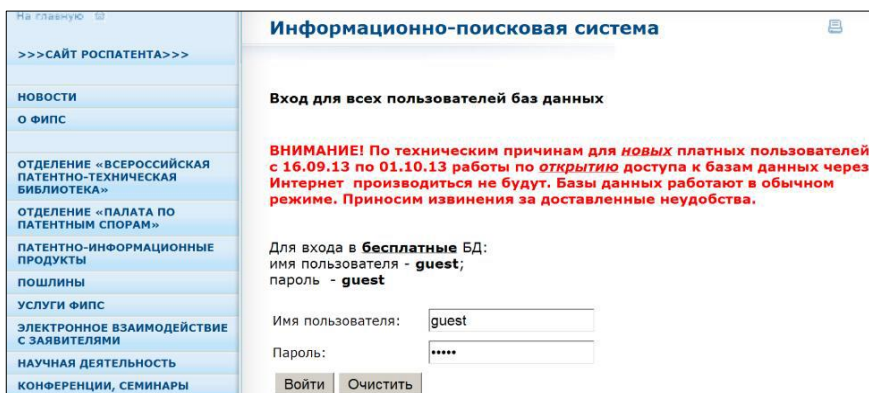 На главную
>>>САЙТ РОСПАТЕНТА>>>
НОВОСТИ
О ФИПС
ОТДЕЛЕНИЕ «ВСЕРОССИЙСКАЯ
ПАТЕНТНО-ТЕХНИЧЕСКАЯ
БИБЛИОТЕКА»
ОТДЕЛЕНИЕ «ПАЛАТА ПО
ПАТЕНТНЫМ СПОРАМ»
ПАТЕНТНО-ИНФОРМАЦИОННЫЕ
ПРОДУКТЫ
ПОШЛИНЫ
УСЛУГИ ФИПС
ЭЛЕКТРОННОЕ ВЗАИМОДЕЙСТВИЕ
С ЗАЯВИТЕЛЯМИ
НАУЧНАЯ ДЕЯТЕЛЬНОСТЬ
КОНФЕРЕНЦИИ, СЕМИНАРЫ
Информационно-поисковая система
Вход для всех пользователей баз данных
ВНИМАНИЕ! По техническим причинам для новых платных пользователей
с 16.09.13 по 01.10.13 работы по открытию доступа к базам данных через
Интернет производиться не будут. Базы данных работают в обычном
режиме. Приносим извинения за доставленные неудобства.
Для входа в бесплатные БД:
имя пользователя - guest;
пароль - guest
Имя пользователя: guest
Пароль: •••••
Войти Очистить